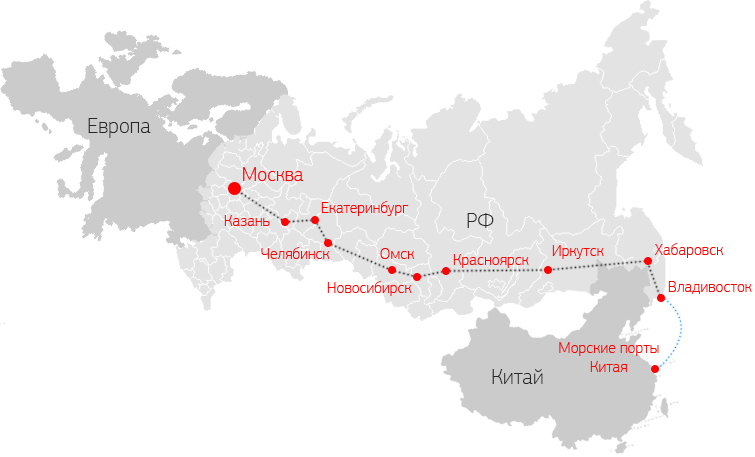 Европа
Москва
Казань
Екатеринбург
РФ
Челябинск
Омск
Красноярск
Иркутск
Хабаровск
Новосибирск
Владивосток
Морские порты
Китая
Китай